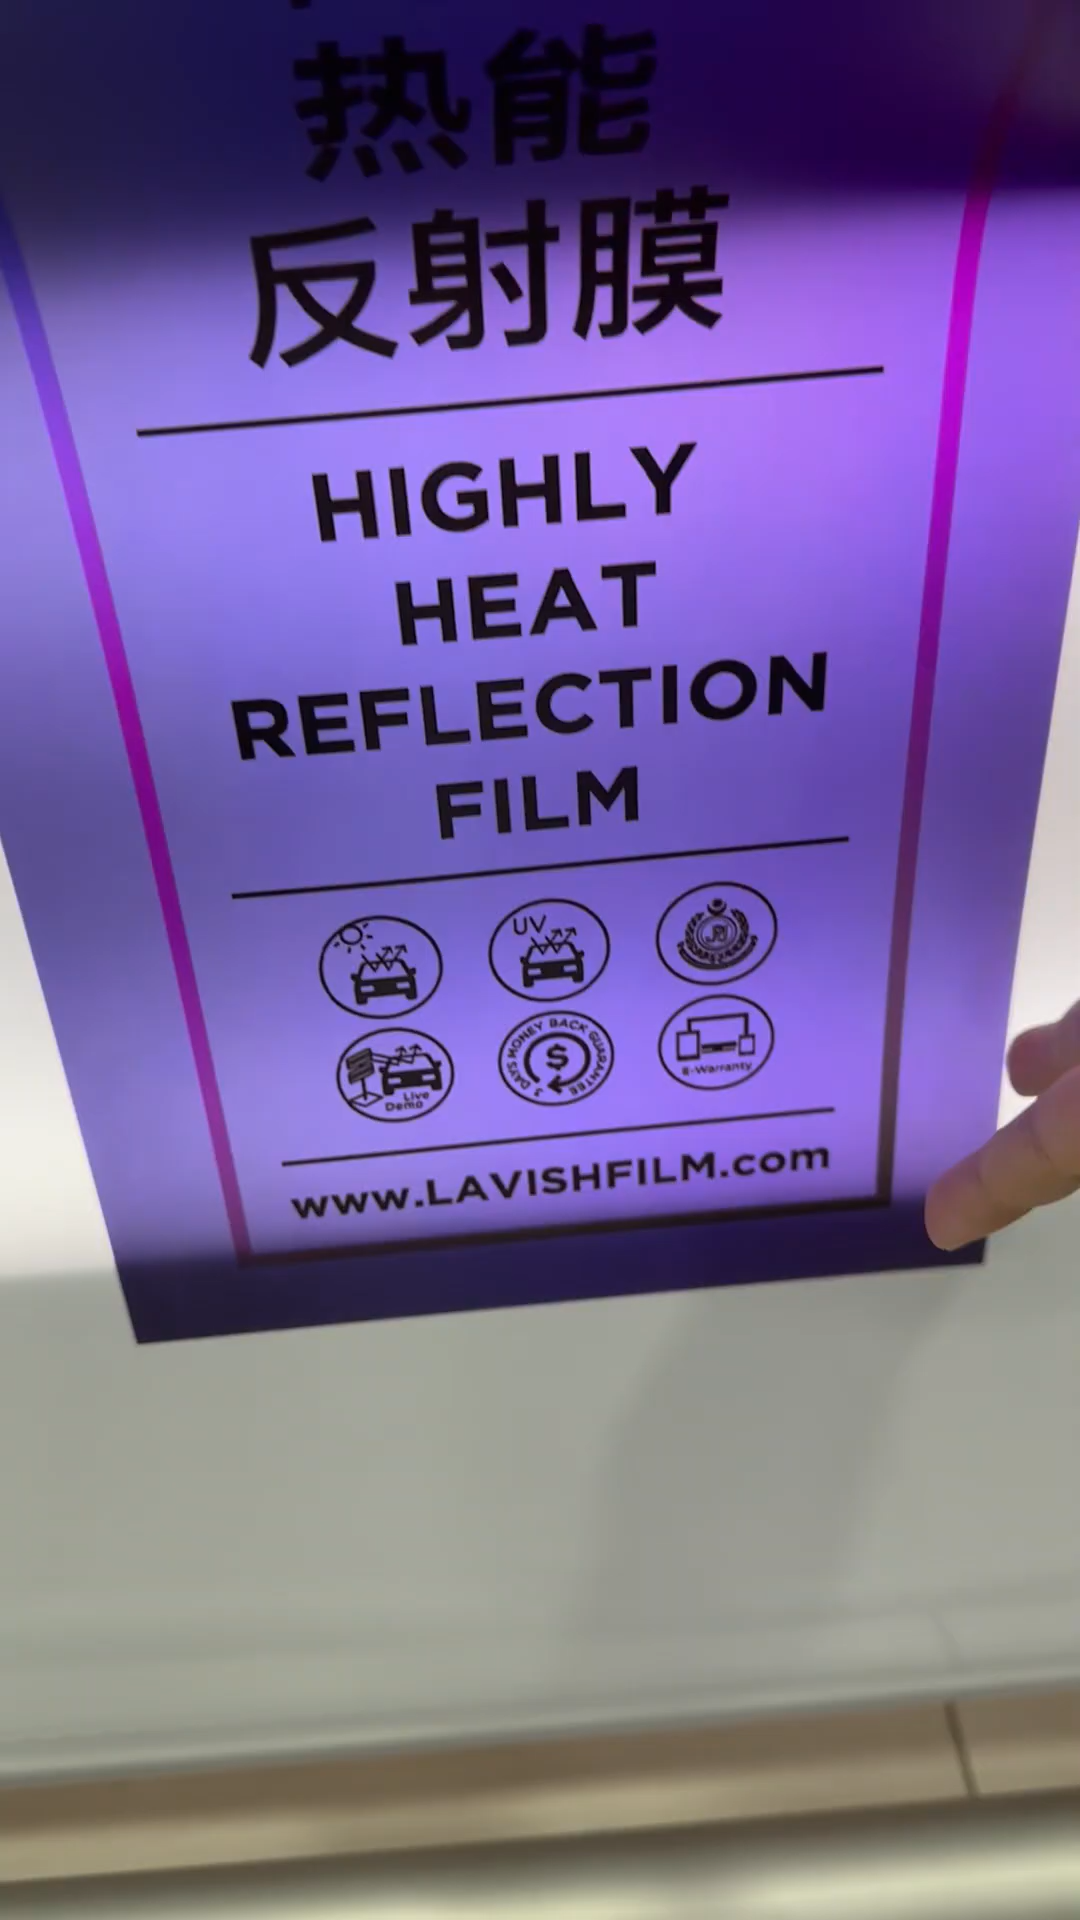 热能
反射膜
HIGHLY
HEAT
REFLECTION
FILM
UV
Live
Demo
3 DAYS MONEY BACK GUARANTEE
$
E-Warranty
www.LAVISHFILM.com